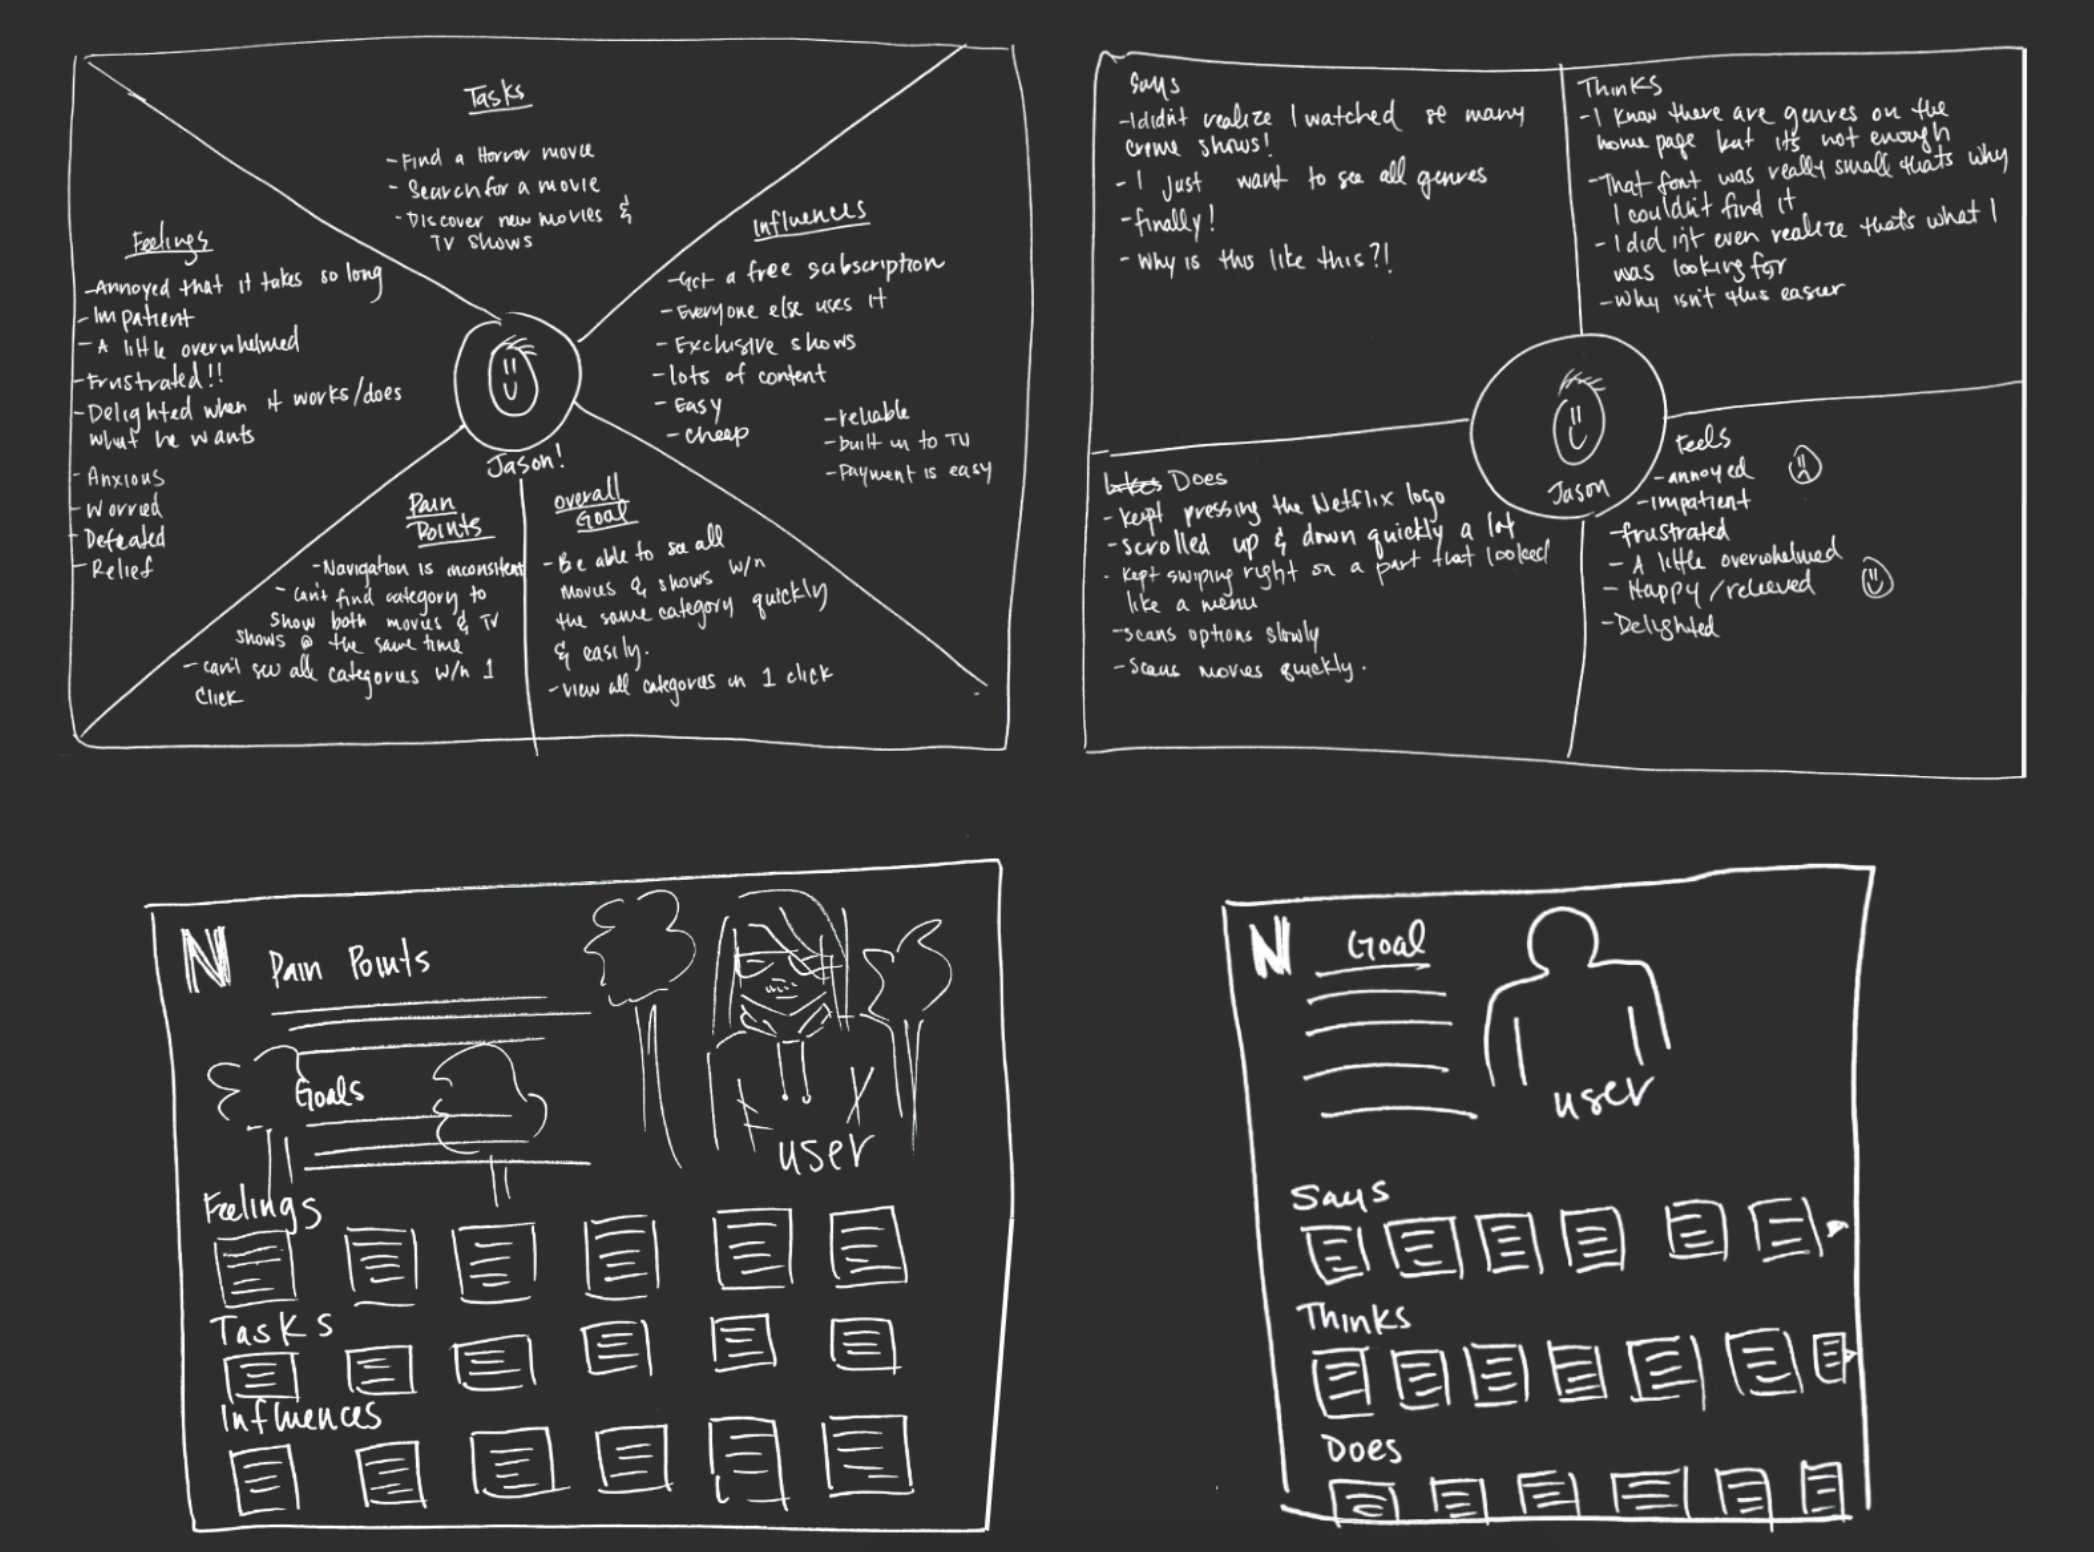 Tasks
- Find a Horror movie
- Search for a movie
- Discover new movies &
TV shows
Feelings
- Annoyed that it takes so long
- Impatient
- A little overwhelmed
- Frustrated!!
- Delighted when it works/does
what he wants
- Anxious
- Worried
- Defeated
- Relief
Influences
- Get a free subscription
- Everyone else uses it
- Exclusive shows
- lots of content
- Easy
- cheap
- reliable
- built in to TV
- Payment is easy
Jason!
Pain
Points
- Navigation is inconsistent
- can't find category to
show both movies & TV
shows @ the same time
- can't see all categories w/n 1
click
overall
Goal
- Be able to see all
movies & shows w/n
the same category quickly
& easily.
- view all categories in 1 click
Says
- I didn't realize I watched so many
crime shows!
- I just want to see all genres
- finally!
- Why is this like this?!
Thinks
- I know there are genres on the
home page but it's not enough
- That font was really small thats why
I couldn't find it
- I didn't even realize thats what I
was looking for
- Why isn't this easier
Does
- Kept pressing the Netflix logo
- scrolled up & down quickly a lot
- Kept swiping right on a part that looked
like a menu
- scans options slowly
- scans movies quickly.
Jason
Feels
- annoyed
- impatient
- frustrated
- A little overwhelmed
- Happy/relieved
- Delighted
N Pain Points
Goals
user
Feelings
Tasks
Influences
N Goal
user
Says
Thinks
Does